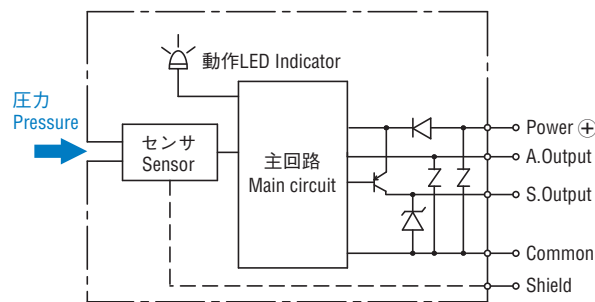 動作LED Indicator
圧力
Pressure
センサ
Sensor
主回路
Main circuit
Power ⊕
A.Output
S.Output
Common
Shield